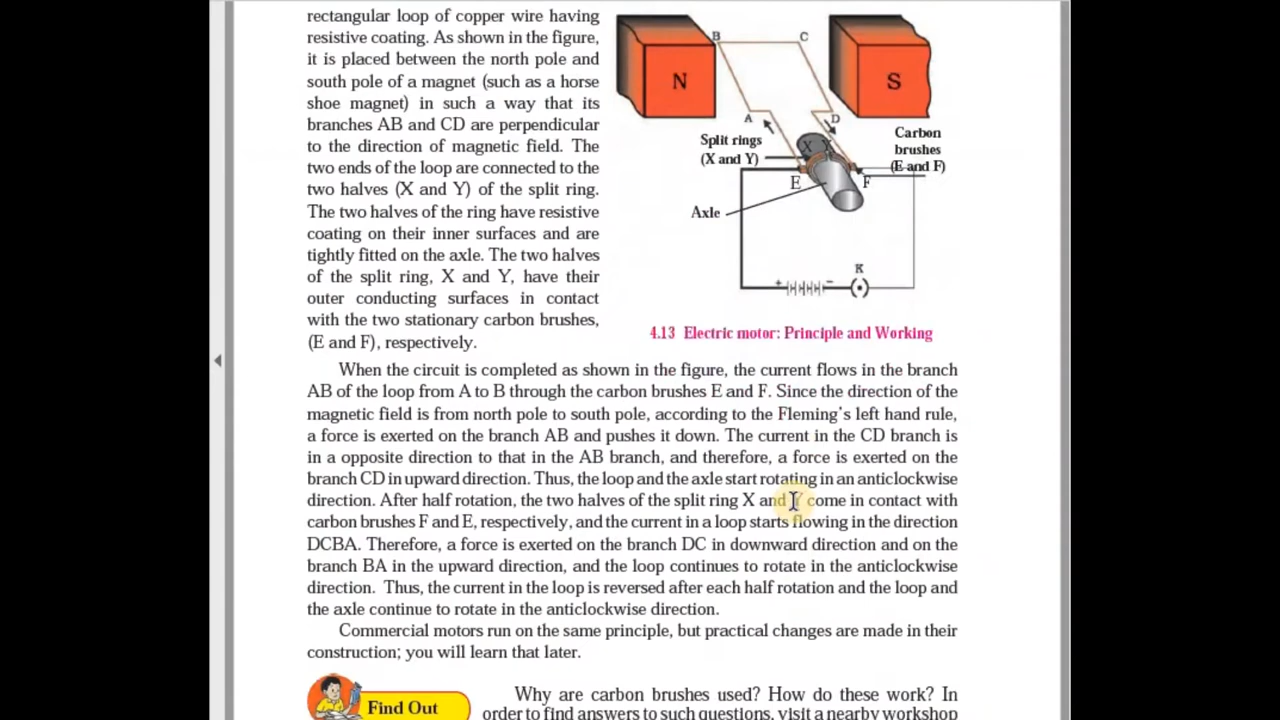 rectangular loop of copper wire having
resistive coating. As shown in the figure,
it is placed between the north pole and
south pole of a magnet (such as a horse
shoe magnet) in such a way that its
branches AB and CD are perpendicular
to the direction of magnetic field. The
two ends of the loop are connected to the
two halves (X and Y) of the split ring.
The two halves of the ring have resistive
coating on their inner surfaces and are
tightly fitted on the axle. The two halves
of the split ring, X and Y, have their
outer conducting surfaces in contact
with the two stationary carbon brushes,
(E and F), respectively.
B
C
N
S
A
D
Split rings
(X and Y)
X
Y
Carbon
brushes
(E and F)
E
F
Axle
K
+
−
4.13 Electric motor: Principle and Working
When the circuit is completed as shown in the figure, the current flows in the branch
AB of the loop from A to B through the carbon brushes E and F. Since the direction of the
magnetic field is from north pole to south pole, according to the Fleming's left hand rule,
a force is exerted on the branch AB and pushes it down. The current in the CD branch is
in a opposite direction to that in the AB branch, and therefore, a force is exerted on the
branch CD in upward direction. Thus, the loop and the axle start rotating in an anticlockwise
direction. After half rotation, the two halves of the split ring X and Y come in contact with
carbon brushes F and E, respectively, and the current in a loop starts flowing in the direction
DCBA. Therefore, a force is exerted on the branch DC in downward direction and on the
branch BA in the upward direction, and the loop continues to rotate in the anticlockwise
direction. Thus, the current in the loop is reversed after each half rotation and the loop and
the axle continue to rotate in the anticlockwise direction.
Commercial motors run on the same principle, but practical changes are made in their
construction; you will learn that later.
Find Out
Why are carbon brushes used? How do these work? In
order to find answers to such questions, visit a nearby workshop